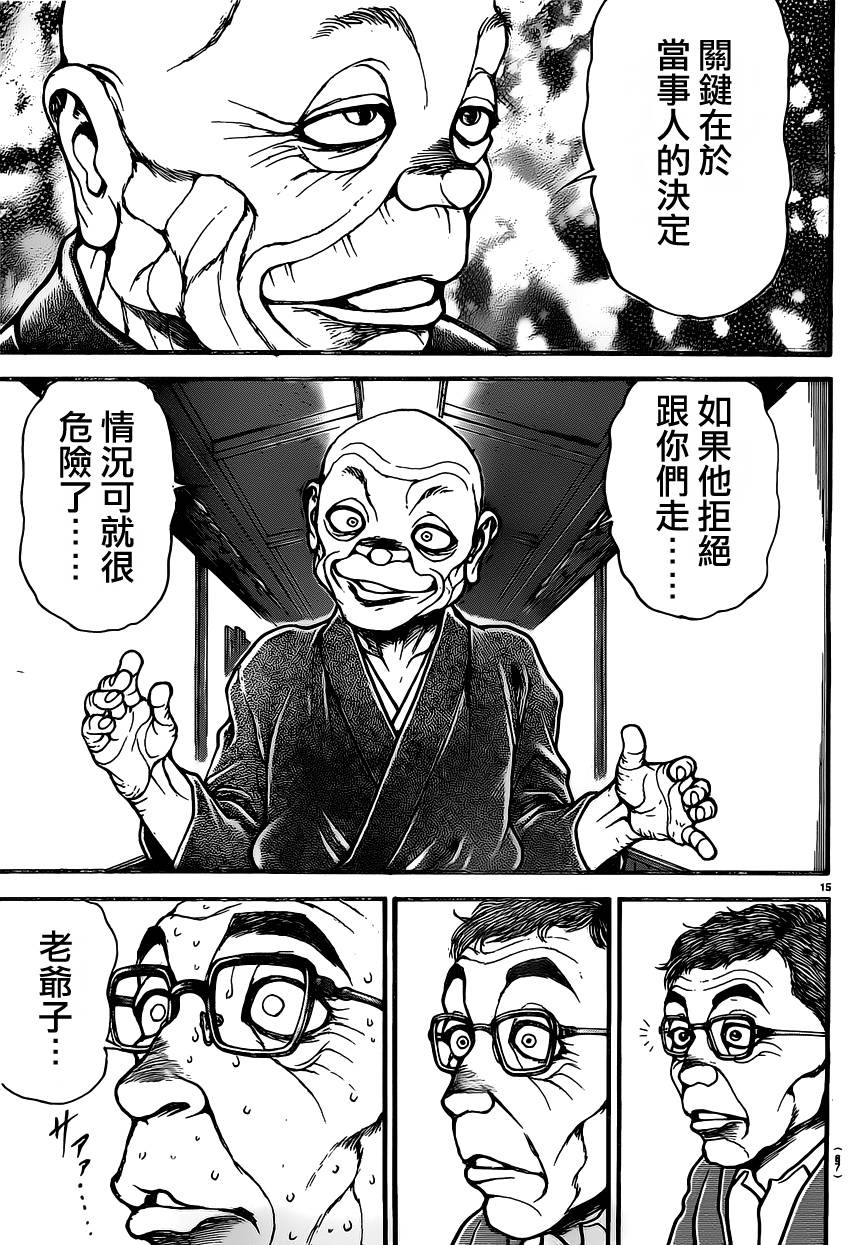 關鍵在於
當事人的決定
如果他拒絕
跟你們走……
情況可就很
危險了……
15
老爺子…
サァァ…